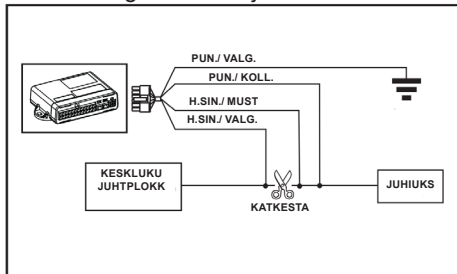 PUN./ VALG.
PUN./ KOLL.
H.SIN./ MUST
H.SIN./ VALG.
KESKLUKU
JUHTPLOKK
KATKESTA
JUHIUKS